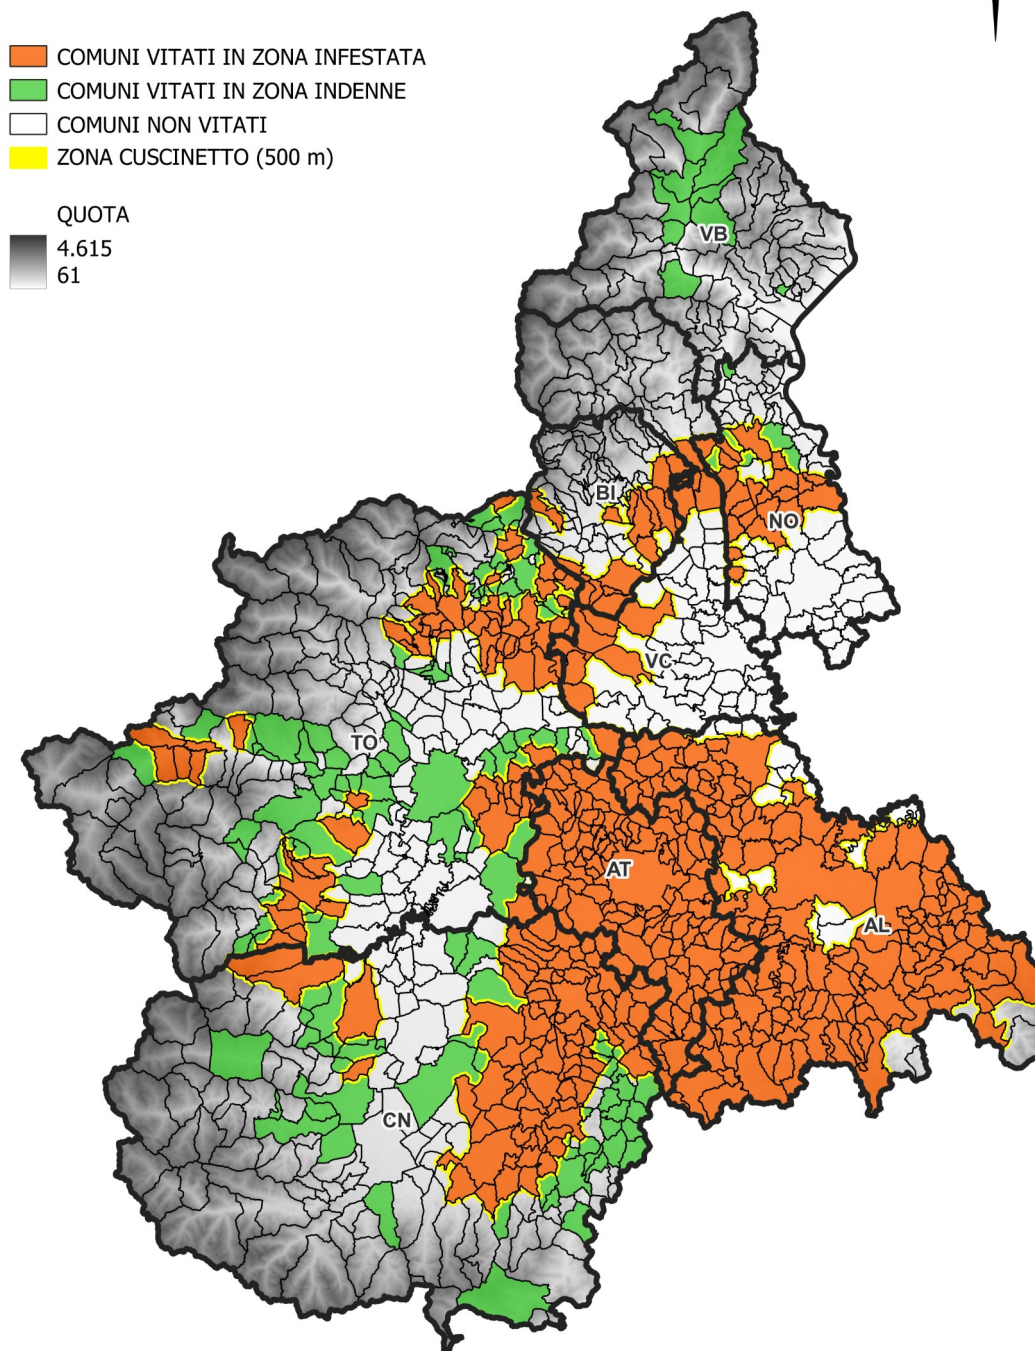 COMUNI VITATI IN ZONA INFESTATA
COMUNI VITATI IN ZONA INDENNE
COMUNI NON VITATI
ZONA CUSCINETTO (500 m)
QUOTA
4.615
61
VB
BI
NO
VC
TO
AT
AL
CN